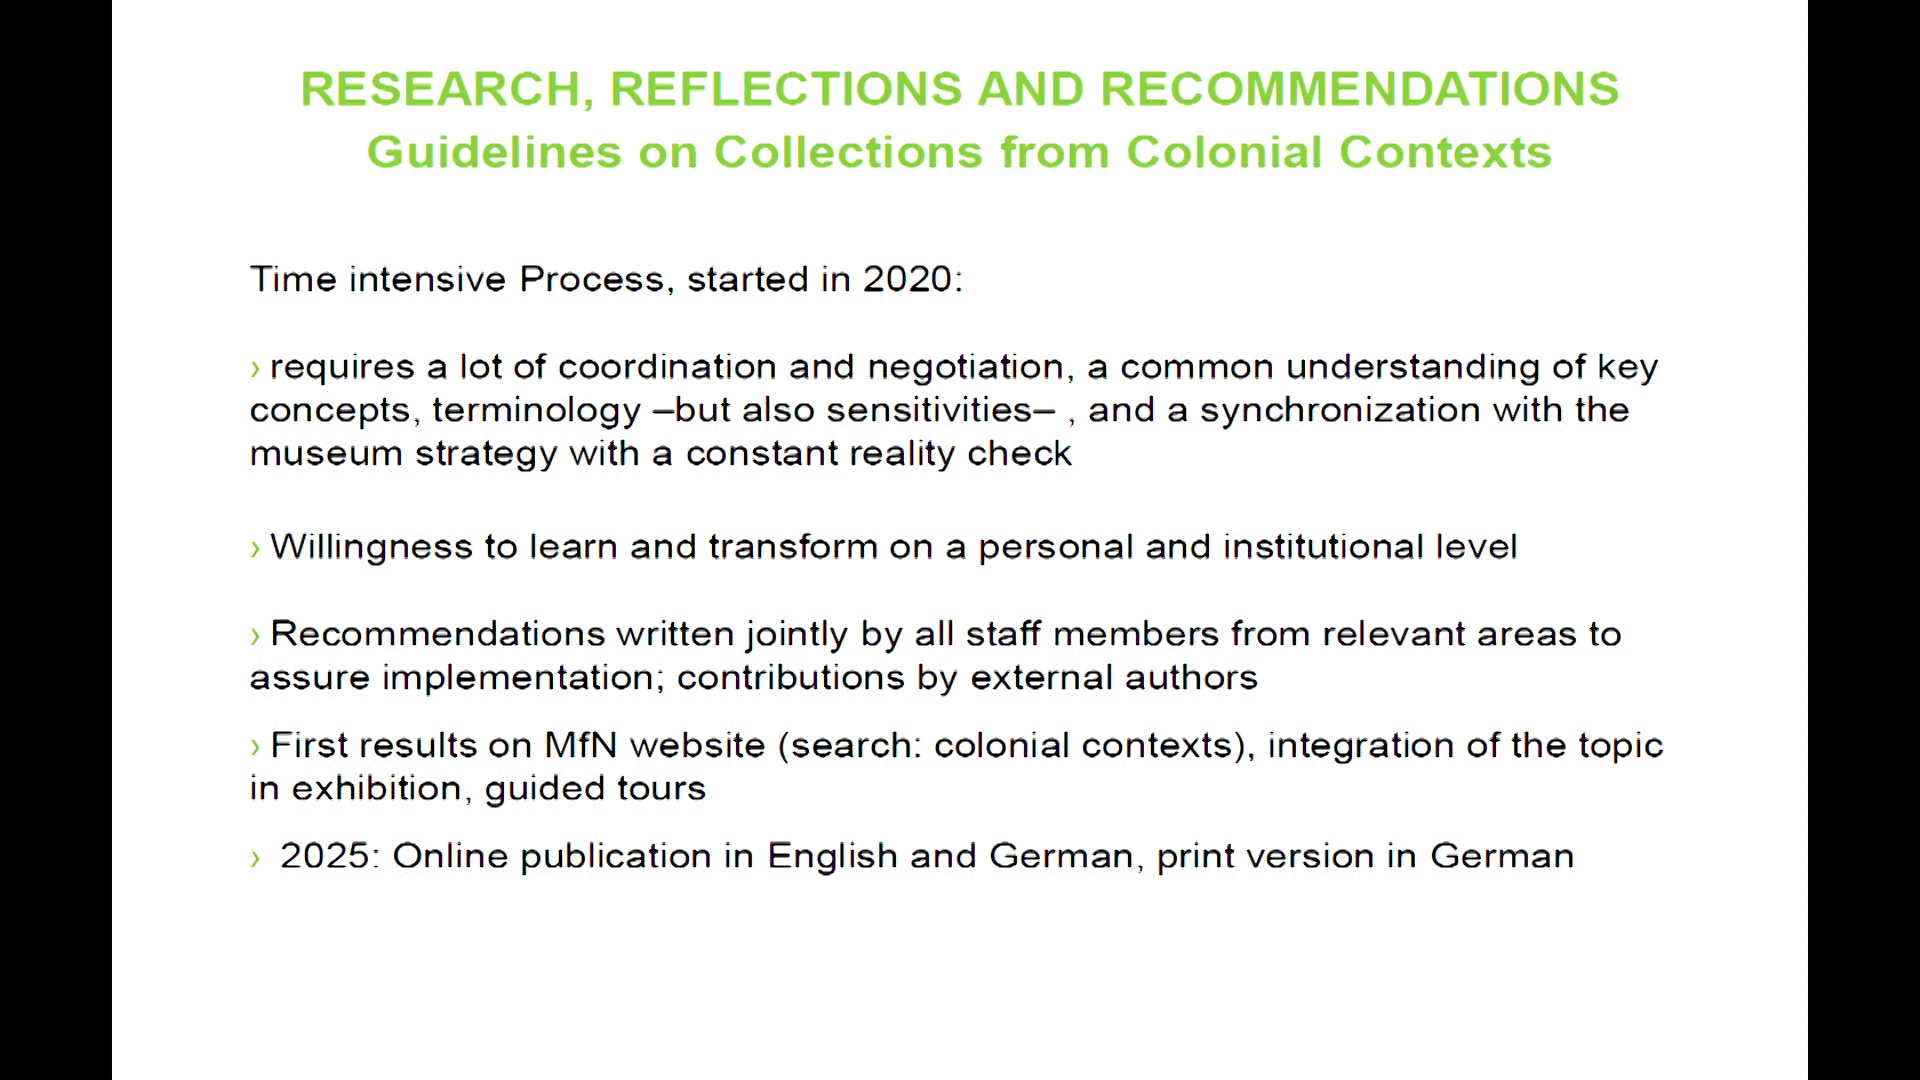 RESEARCH, REFLECTIONS AND RECOMMENDATIONS
Guidelines on Collections from Colonial Contexts
Time intensive Process, started in 2020:
› requires a lot of coordination and negotiation, a common understanding of key
concepts, terminology –but also sensitivities– , and a synchronization with the
museum strategy with a constant reality check
› Willingness to learn and transform on a personal and institutional level
› Recommendations written jointly by all staff members from relevant areas to
assure implementation; contributions by external authors
› First results on MfN website (search: colonial contexts), integration of the topic
in exhibition, guided tours
› 2025: Online publication in English and German, print version in German